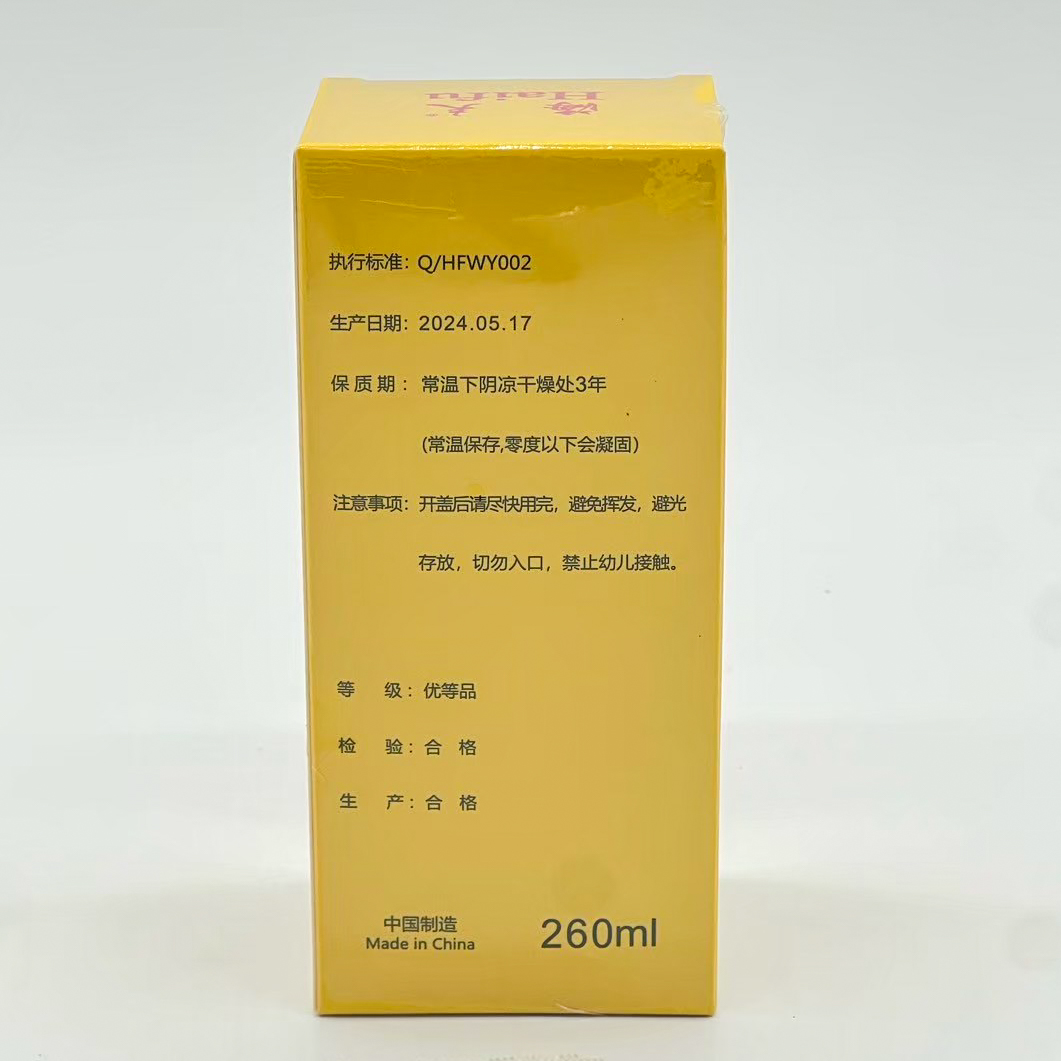 海夫
Haifu
执行标准：Q/HFWY002
生产日期：2024.05.17
保质期：常温下阴凉干燥处3年
(常温保存,零度以下会凝固)
注意事项：开盖后请尽快用完，避免挥发，避光
存放，切勿入口，禁止幼儿接触。
等 级：优等品
检 验：合 格
生 产：合 格
中国制造
Made in China
260ml